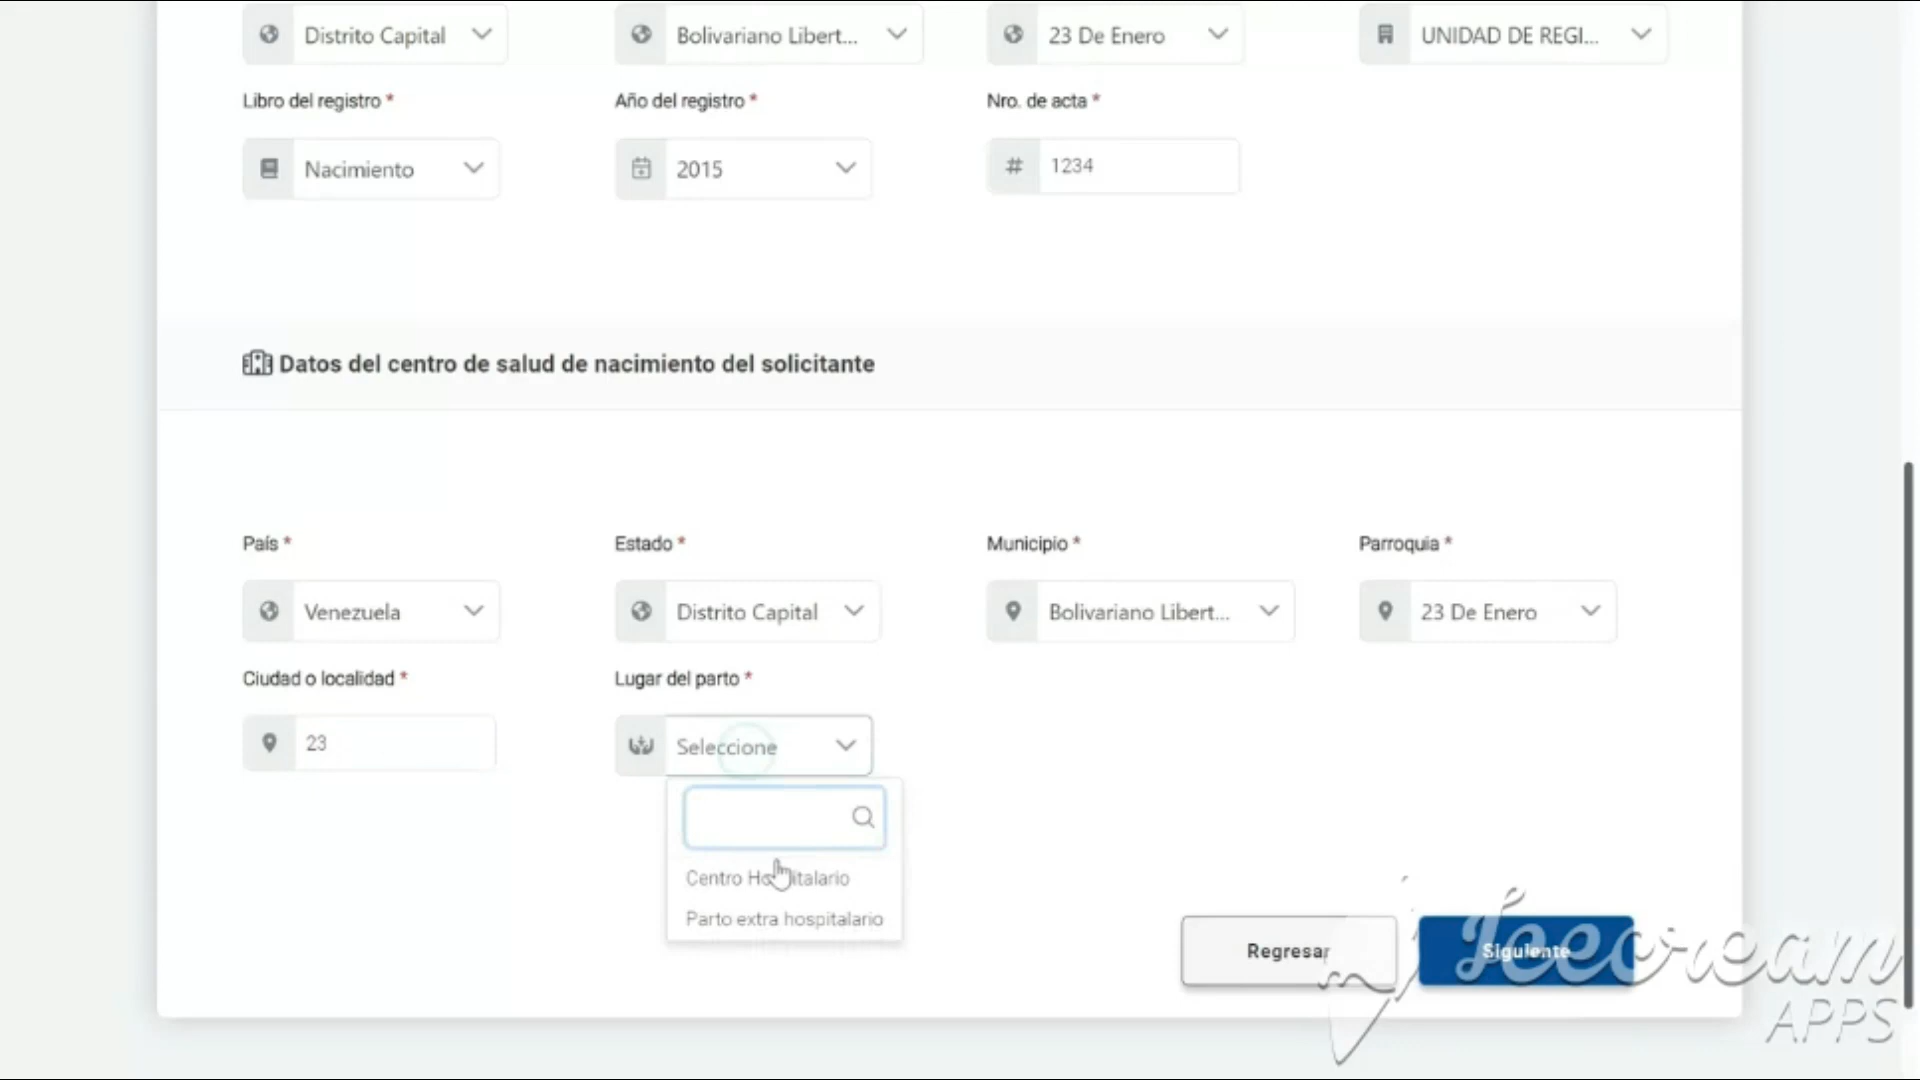 Distrito Capital
Bolivariano Libert...
23 De Enero
UNIDAD DE REGI...
Libro del registro *
Año del registro *
Nro. de acta *
Nacimiento
2015
# 1234
Datos del centro de salud de nacimiento del solicitante
País *
Estado *
Municipio *
Parroquia *
Venezuela
Distrito Capital
Bolivariano Libert...
23 De Enero
Ciudad o localidad *
Lugar del parto *
23
Seleccione
Centro Hospitalario
Parto extra hospitalario
Regresar
Siguiente
Icecream
APPS